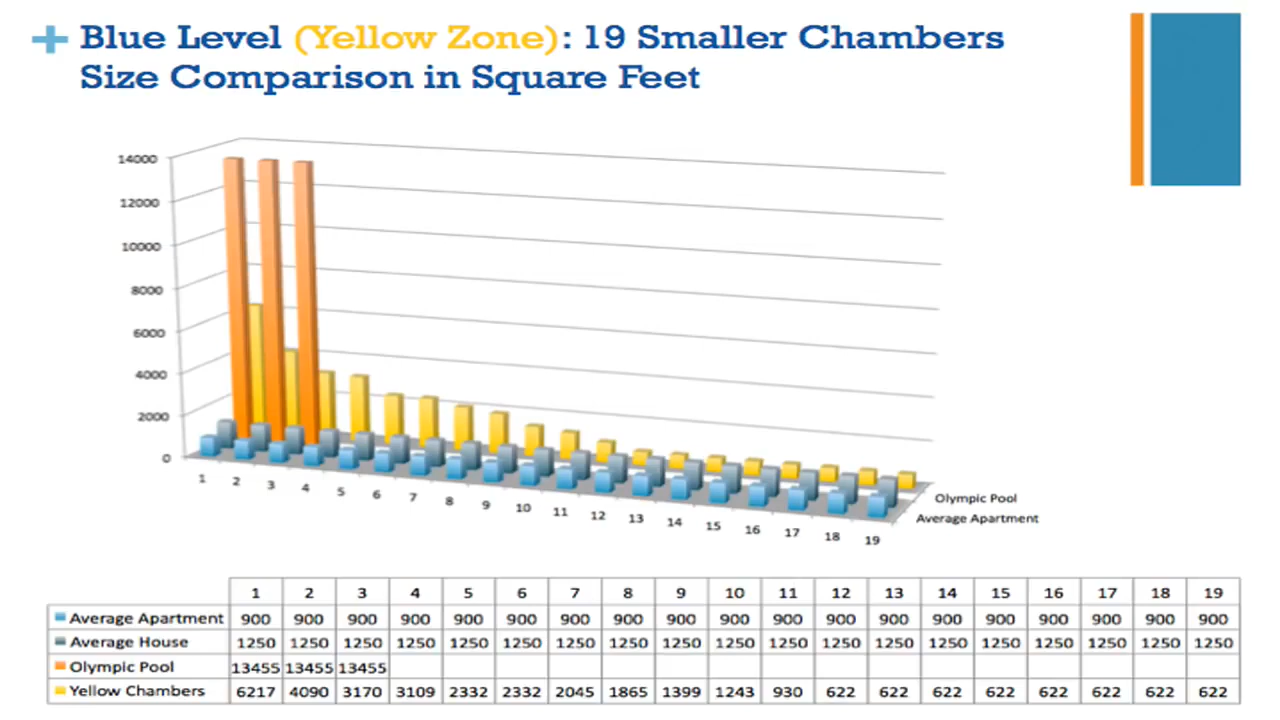 Blue Level (Yellow Zone): 19 Smaller Chambers
Size Comparison in Square Feet
14000
12000
10000
8000
6000
4000
2000
0
1 2 3 4 5 6 7 8 9 10 11 12 13 14 15 16 17 18 19
Olympic Pool
Average Apartment
1 2 3 4 5 6 7 8 9 10 11 12 13 14 15 16 17 18 19
Average Apartment 900 900 900 900 900 900 900 900 900 900 900 900 900 900 900 900 900 900 900
Average House 1250 1250 1250 1250 1250 1250 1250 1250 1250 1250 1250 1250 1250 1250 1250 1250 1250 1250 1250
Olympic Pool 13455 13455 13455
Yellow Chambers 6217 4090 3170 3109 2332 2332 2045 1865 1399 1243 930 622 622 622 622 622 622 622 622